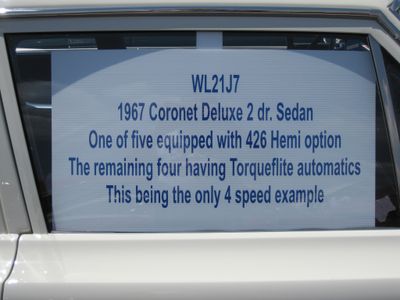 WL21J7
1967 Coronet Deluxe 2 dr. Sedan
One of five equipped with 426 Hemi option
The remaining four having Torqueflite automatics
This being the only 4 speed example